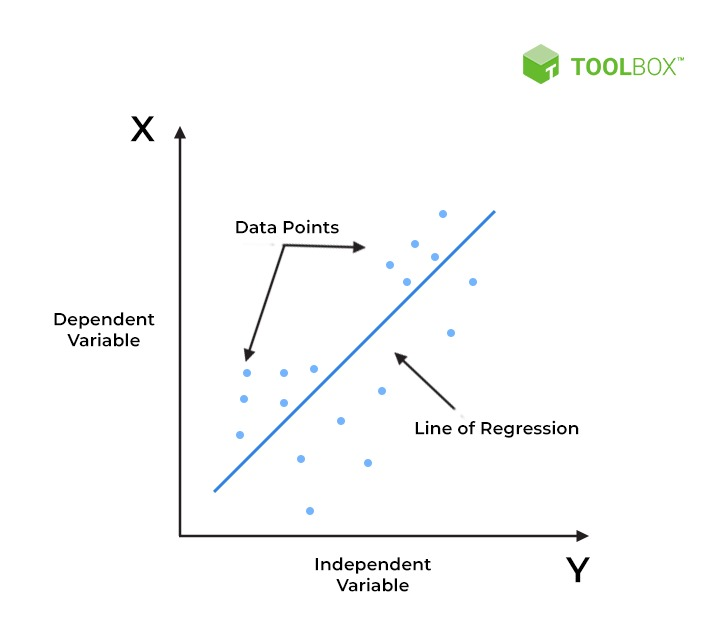 TOOLBOX™
X
Data Points
Dependent
Variable
Line of Regression
Independent
Variable
Y